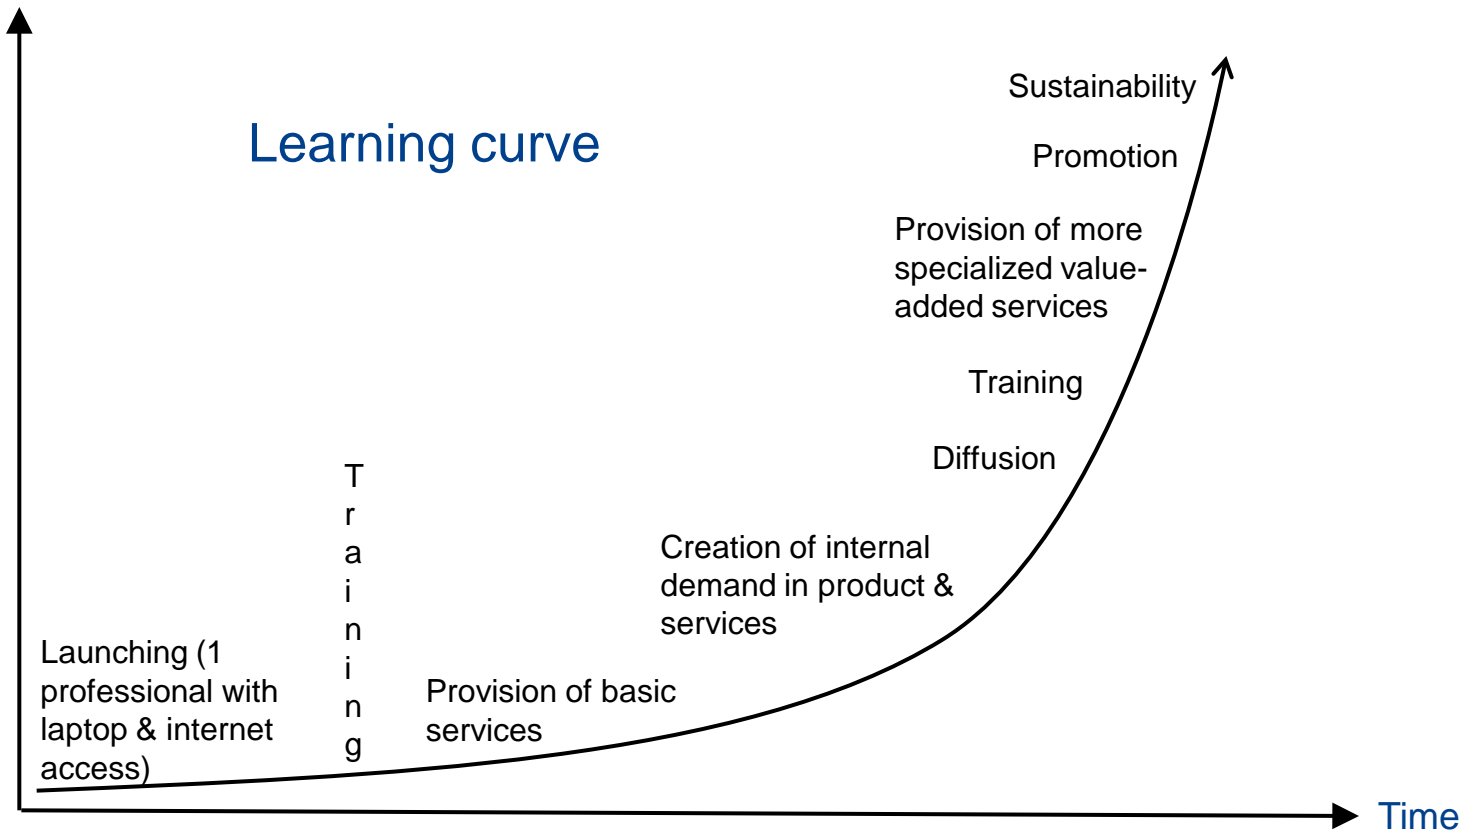 Learning curve
Sustainability
Promotion
Provision of more
specialized value-
added services
Training
Diffusion
Creation of internal
demand in product &
services
Provision of basic
services
T
r
a
i
n
i
n
g
Launching (1
professional with
laptop & internet
access)
Time